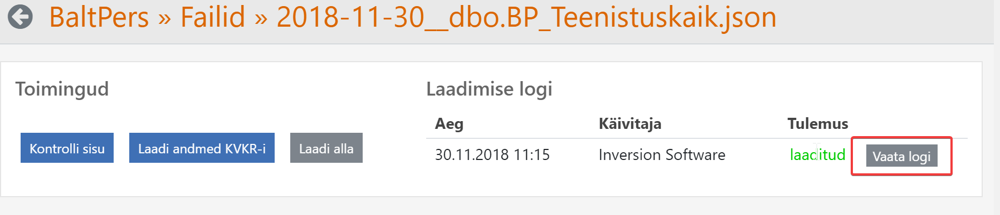 BaltPers » Failid » 2018-11-30__dbo.BP_Teenistuskaik.json
Toimingud
Kontrolli sisu Laadi andmed KVKR-i Laadi alla
Laadimise logi
Aeg Käivitaja Tulemus
30.11.2018 11:15 Inversion Software laaditud Vaata logi